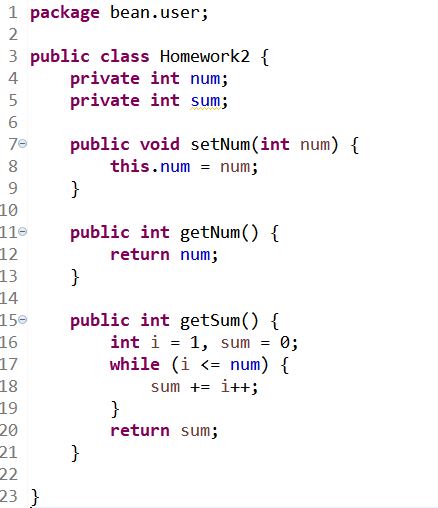 1 package bean.user;
2
3 public class Homework2 {
4     private int num;
5     private int sum;
6
7     public void setNum(int num) {
8         this.num = num;
9     }
10
11     public int getNum() {
12         return num;
13     }
14
15     public int getSum() {
16         int i = 1, sum = 0;
17         while (i <= num) {
18             sum += i++;
19         }
20         return sum;
21     }
22
23 }